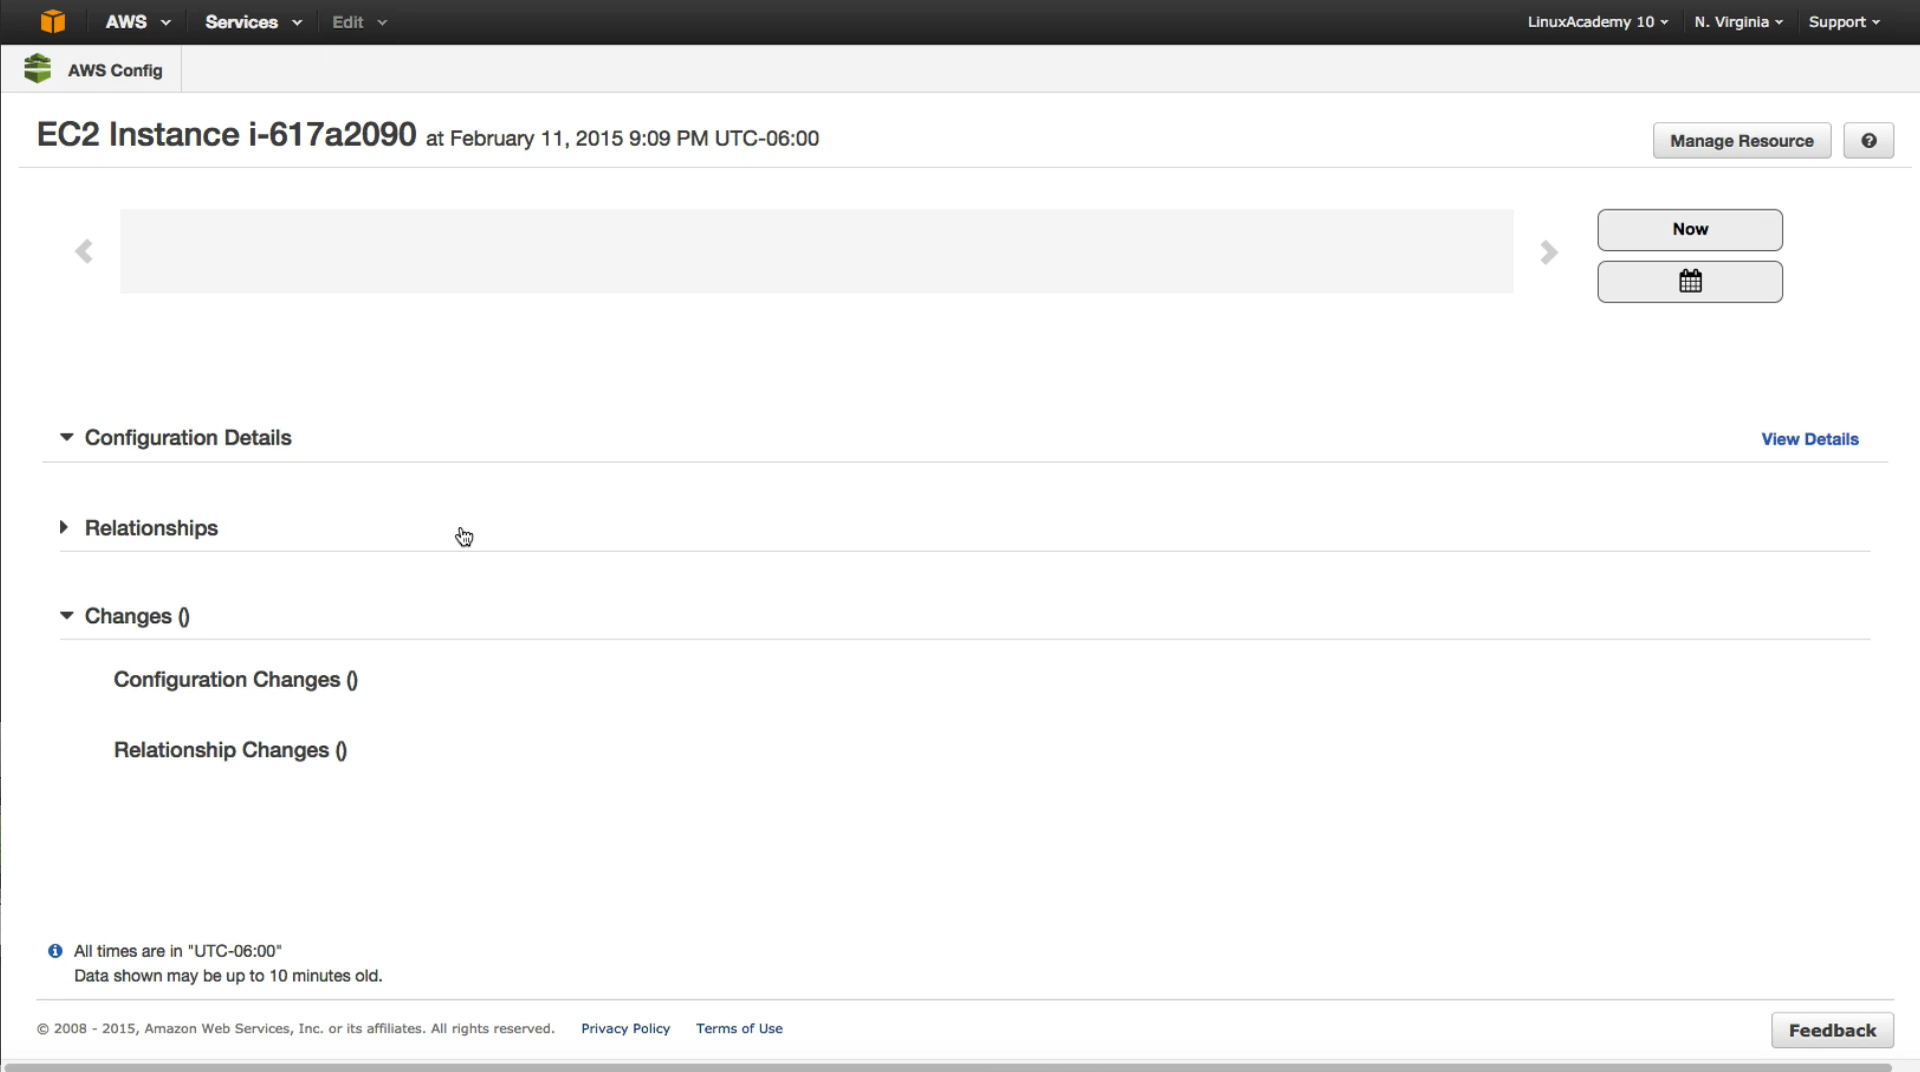 AWS Services Edit LinuxAcademy 10 N. Virginia Support
AWS Config
EC2 Instance i-617a2090 at February 11, 2015 9:09 PM UTC-06:00
Manage Resource
Now
Configuration Details
View Details
Relationships
Changes ()
Configuration Changes ()
Relationship Changes ()
All times are in "UTC-06:00"
Data shown may be up to 10 minutes old.
© 2008 - 2015, Amazon Web Services, Inc. or its affiliates. All rights reserved. Privacy Policy Terms of Use
Feedback